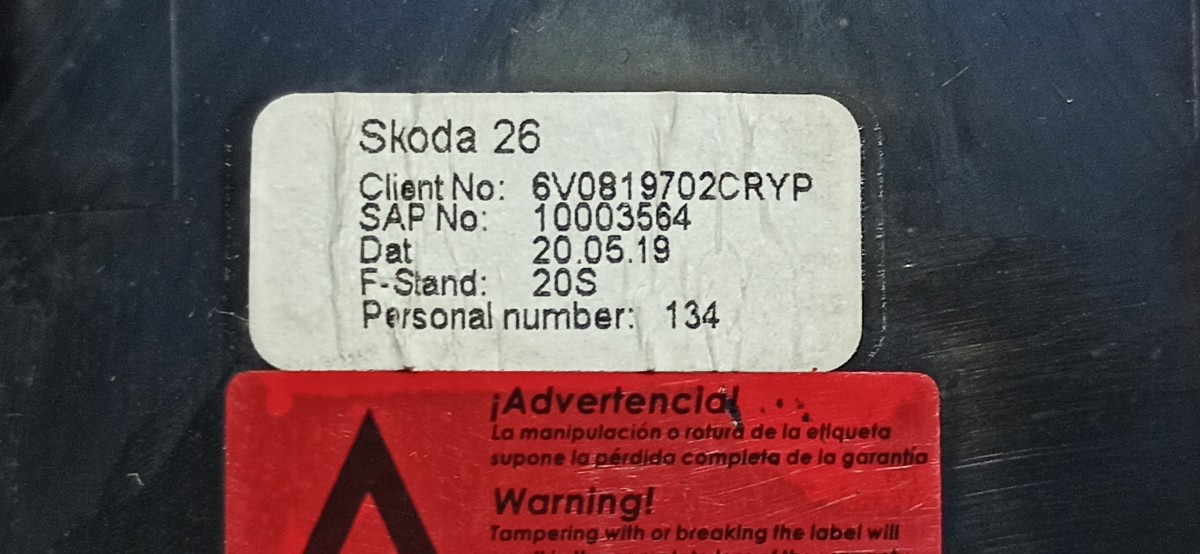 Skoda 26
Client No: 6V0819702CRYP
SAP No: 10003564
Dat 20.05.19
F-Stand: 20S
Personal number: 134
¡Advertencia!
La manipulación o rotura de la etiqueta
supone la pérdida completa de la garantía
Warning!
Tampering with or breaking the label will